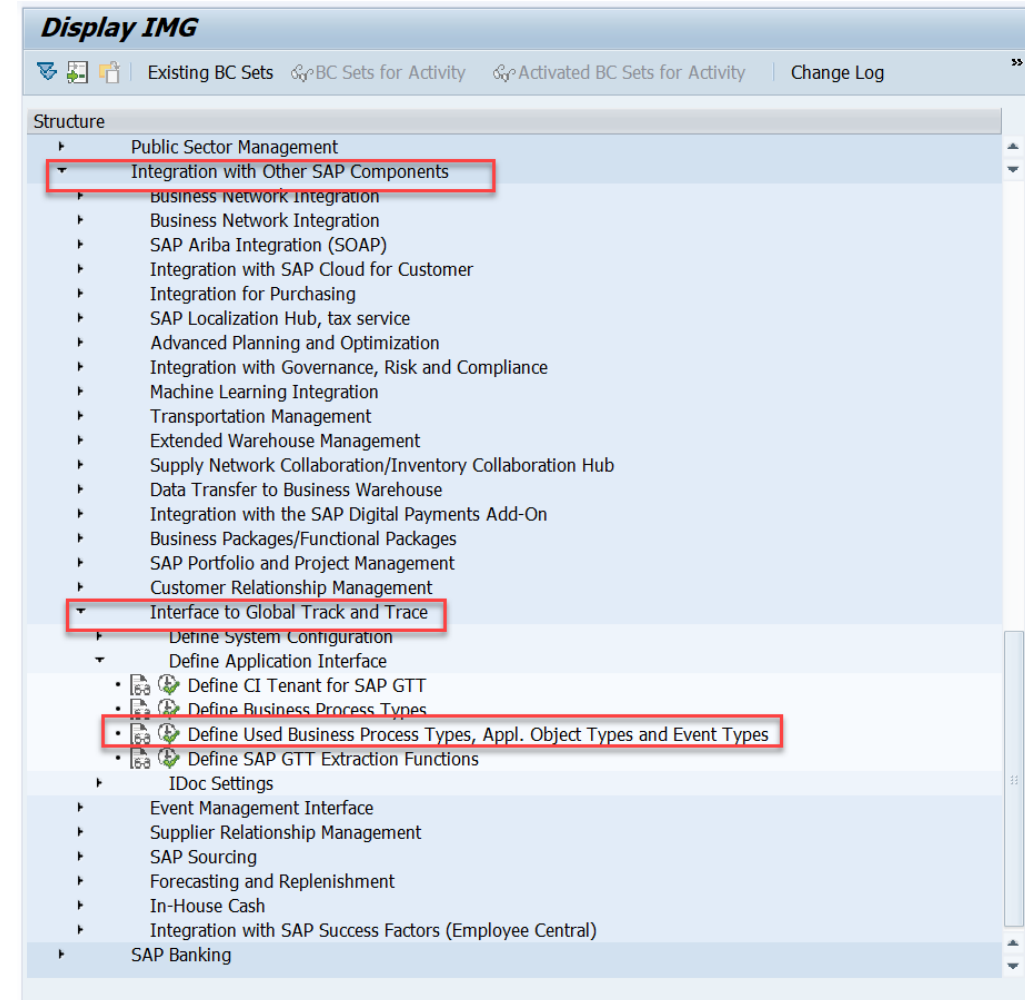 Display IMG
Existing BC Sets BC Sets for Activity Activated BC Sets for Activity Change Log
Structure
Public Sector Management
Integration with Other SAP Components
Business Network Integration
Business Network Integration
SAP Ariba Integration (SOAP)
Integration with SAP Cloud for Customer
Integration for Purchasing
SAP Localization Hub, tax service
Advanced Planning and Optimization
Integration with Governance, Risk and Compliance
Machine Learning Integration
Transportation Management
Extended Warehouse Management
Supply Network Collaboration/Inventory Collaboration Hub
Data Transfer to Business Warehouse
Integration with the SAP Digital Payments Add-On
Business Packages/Functional Packages
SAP Portfolio and Project Management
Customer Relationship Management
Interface to Global Track and Trace
Define System Configuration
Define Application Interface
Define CI Tenant for SAP GTT
Define Business Process Types
Define Used Business Process Types, Appl. Object Types and Event Types
Define SAP GTT Extraction Functions
IDoc Settings
Event Management Interface
Supplier Relationship Management
SAP Sourcing
Forecasting and Replenishment
In-House Cash
Integration with SAP Success Factors (Employee Central)
SAP Banking